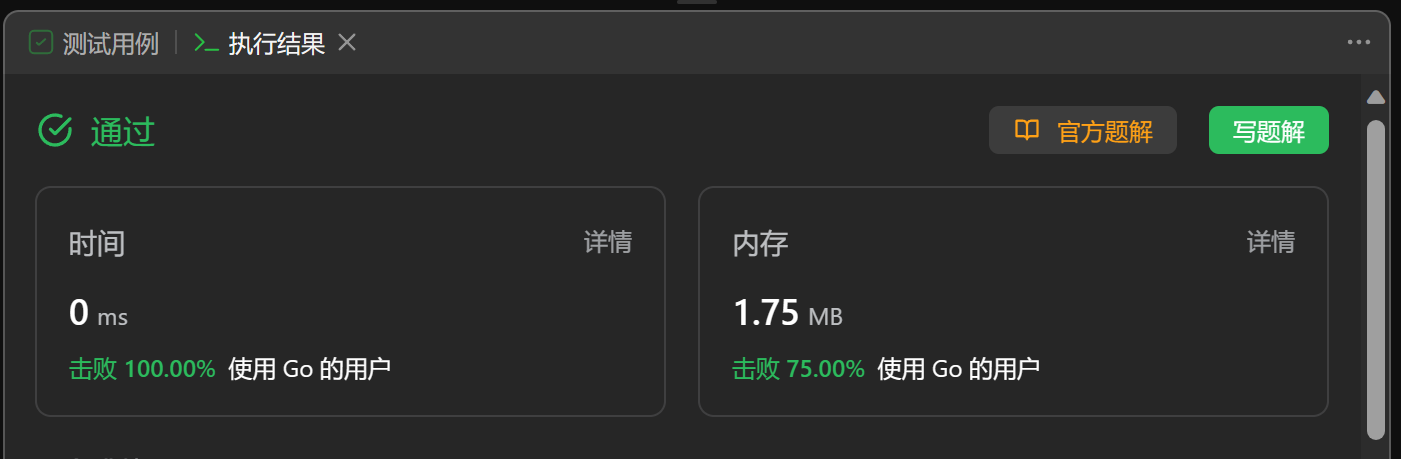 测试用例 执行结果
通过 官方题解 写题解
时间 详情
0 ms
击败 100.00% 使用 Go 的用户
内存 详情
1.75 MB
击败 75.00% 使用 Go 的用户